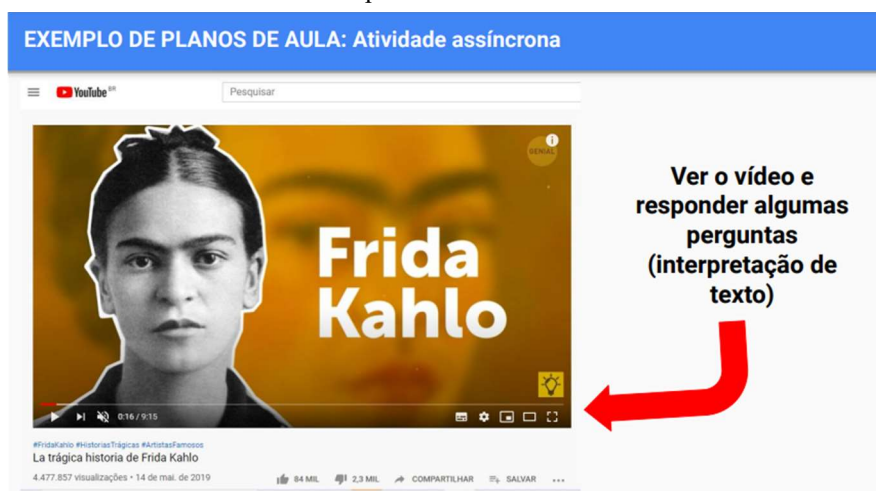 EXEMPLO DE PLANOS DE AULA: Atividade assíncrona
YouTube BR
Pesquisar
GENIAL
i
Frida
Kahlo
0:16 / 9:15
#FridaKahlo #HistoriasTrágicas #ArtistasFamosos
La trágica historia de Frida Kahlo
4.477.857 visualizações • 14 de mai. de 2019
84 MIL 2,3 MIL COMPARTILHAR SALVAR
Ver o vídeo e
responder algumas
perguntas
(interpretação de
texto)